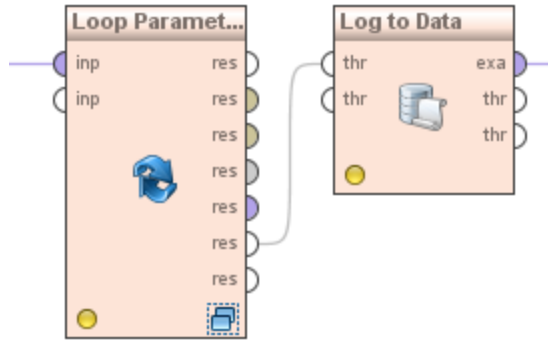 Loop Paramet...
inp
inp
res
res
res
res
res
res
res
Log to Data
thr
thr
exa
thr
thr